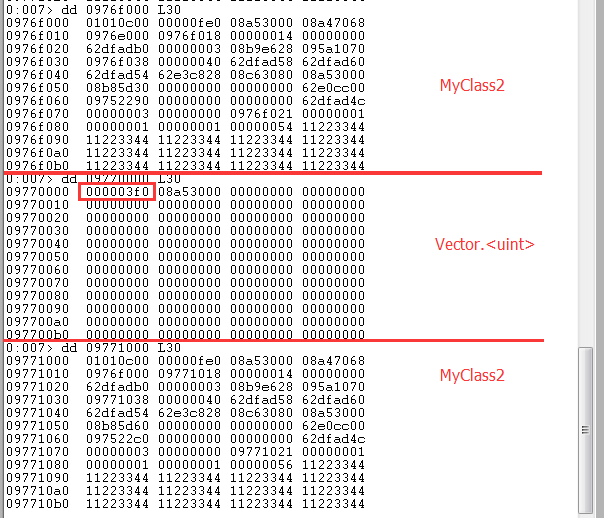 0:007> dd 0976f000 L30
0976f000 01010c00 00000fe0 08a53000 08a47068
0976f010 0976e000 0976f018 00000014 00000000
0976f020 62dfadb0 00000003 08b9e628 095a1070
0976f030 0976f038 00000040 62dfad58 62dfad60
0976f040 62dfad54 62e3c828 08c63080 08a53000
0976f050 08b85d30 00000000 00000000 62e0cc00
0976f060 09752290 00000000 00000000 62dfad4c
0976f070 00000003 00000000 0976f021 00000001
0976f080 00000001 00000001 00000054 11223344
0976f090 11223344 11223344 11223344 11223344
0976f0a0 11223344 11223344 11223344 11223344
0976f0b0 11223344 11223344 11223344 11223344
MyClass2
0:007> dd 09770000 L30
09770000 000003f0 08a53000 00000000 00000000
09770010 00000000 00000000 00000000 00000000
09770020 00000000 00000000 00000000 00000000
09770030 00000000 00000000 00000000 00000000
09770040 00000000 00000000 00000000 00000000
09770050 00000000 00000000 00000000 00000000
09770060 00000000 00000000 00000000 00000000
09770070 00000000 00000000 00000000 00000000
09770080 00000000 00000000 00000000 00000000
09770090 00000000 00000000 00000000 00000000
097700a0 00000000 00000000 00000000 00000000
097700b0 00000000 00000000 00000000 00000000
Vector.<uint>
0:007> dd 09771000 L30
09771000 01010c00 00000fe0 08a53000 08a47068
09771010 0976f000 09771018 00000014 00000000
09771020 62dfadb0 00000003 08b9e628 095a1070
09771030 09771038 00000040 62dfad58 62dfad60
09771040 62dfad54 62e3c828 08c63080 08a53000
09771050 08b85d60 00000000 00000000 62e0cc00
09771060 097522c0 00000000 00000000 62dfad4c
09771070 00000003 00000000 09771021 00000001
09771080 00000001 00000001 00000056 11223344
09771090 11223344 11223344 11223344 11223344
097710a0 11223344 11223344 11223344 11223344
097710b0 11223344 11223344 11223344 11223344
MyClass2